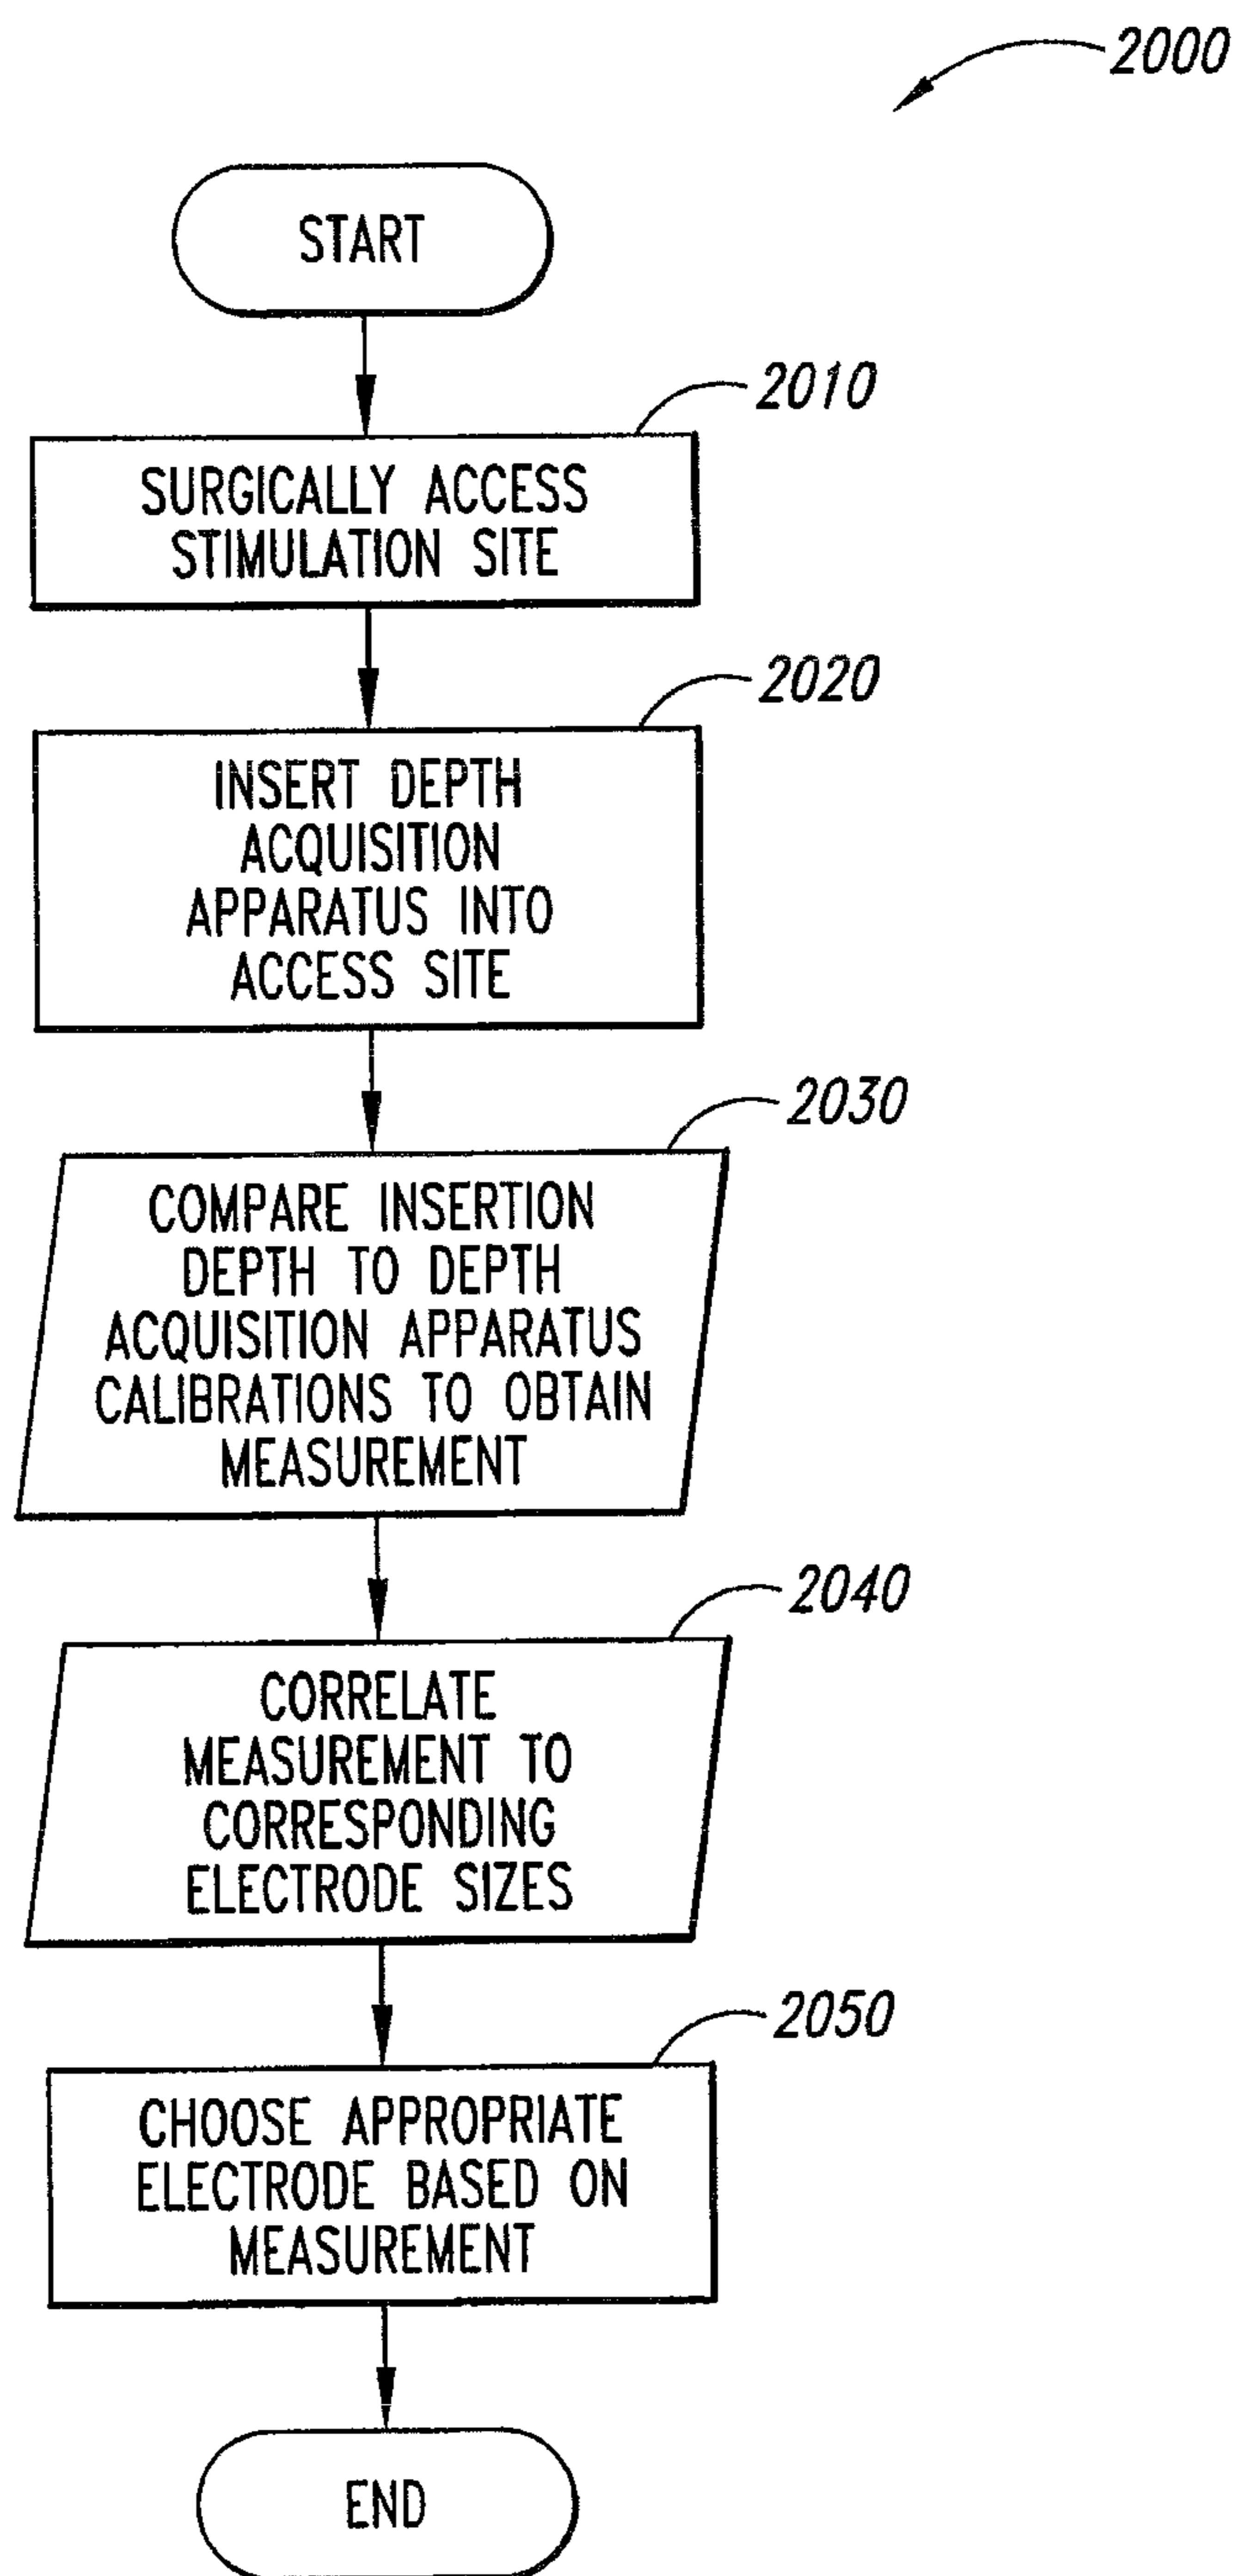 2000
START
2010
SURGICALLY ACCESS
STIMULATION SITE
2020
INSERT DEPTH
ACQUISITION
APPARATUS INTO
ACCESS SITE
2030
COMPARE INSERTION
DEPTH TO DEPTH
ACQUISITION APPARATUS
CALIBRATIONS TO OBTAIN
MEASUREMENT
2040
CORRELATE
MEASUREMENT TO
CORRESPONDING
ELECTRODE SIZES
2050
CHOOSE APPROPRIATE
ELECTRODE BASED ON
MEASUREMENT
END